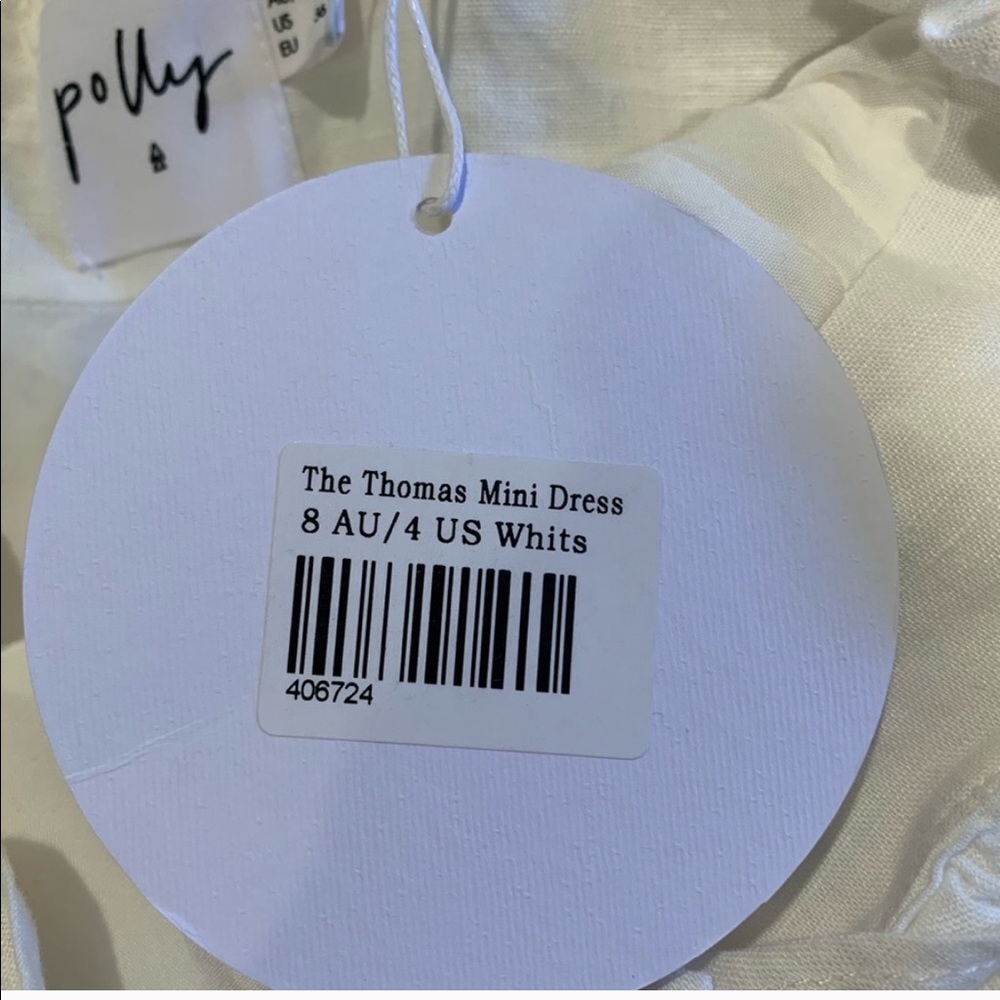 polly
US
EU
The Thomas Mini Dress
8 AU/4 US Whits
406724